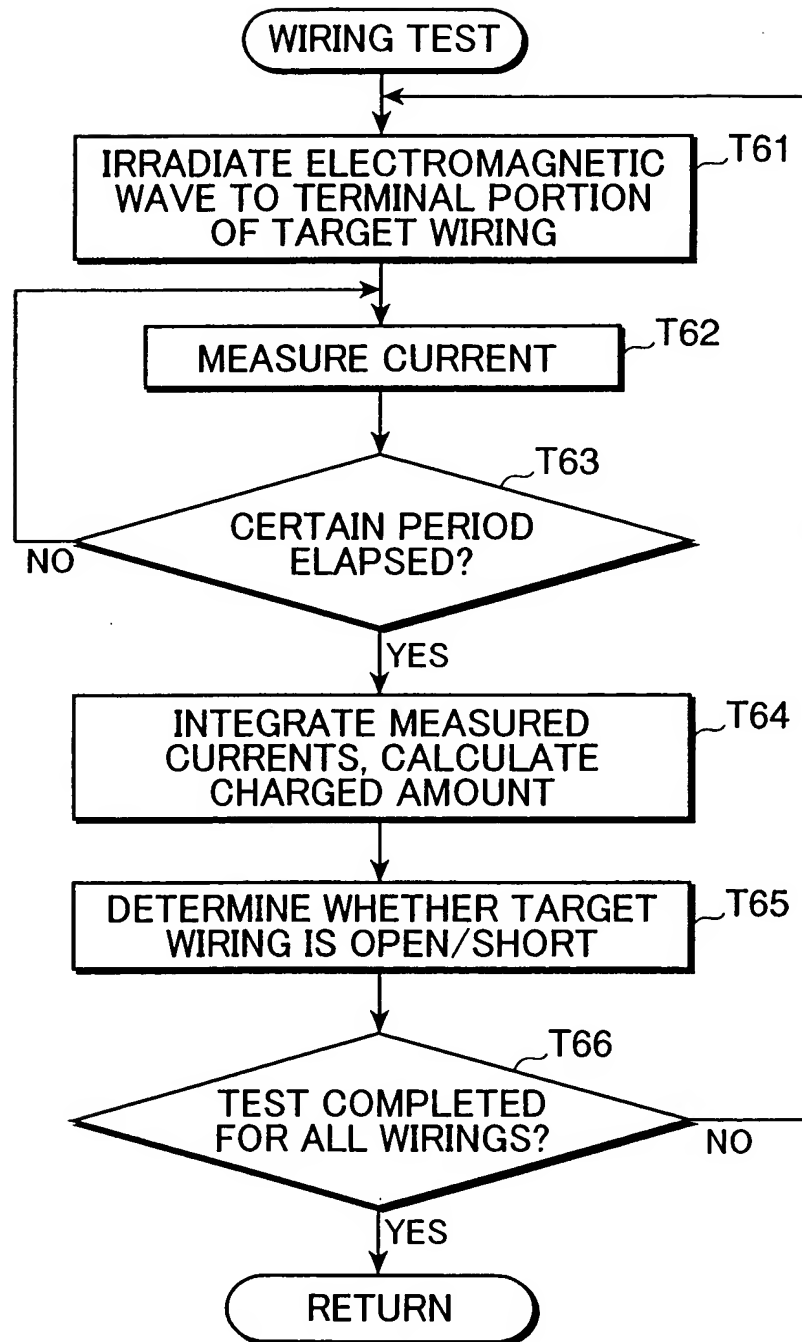 WIRING TEST
IRRADIATE ELECTROMAGNETIC
WAVE TO TERMINAL PORTION
OF TARGET WIRING
T61
MEASURE CURRENT
T62
T63
CERTAIN PERIOD
ELAPSED?
NO
YES
INTEGRATE MEASURED
CURRENTS, CALCULATE
CHARGED AMOUNT
T64
DETERMINE WHETHER TARGET
WIRING IS OPEN/SHORT
T65
T66
TEST COMPLETED
FOR ALL WIRINGS?
NO
YES
RETURN